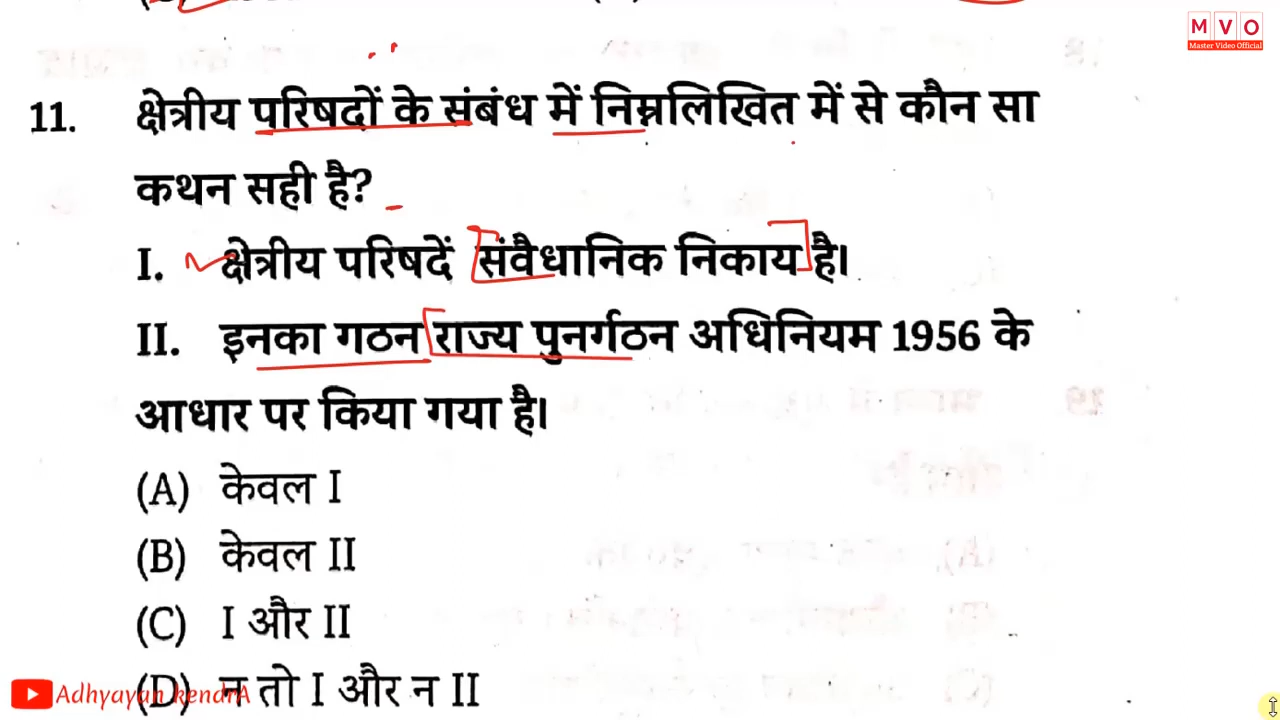 M V O
Master Video Official
11. क्षेत्रीय परिषदों के संबंध में निम्नलिखित में से कौन सा
कथन सही है?
I. क्षेत्रीय परिषदें संवैधानिक निकाय है।
II. इनका गठन राज्य पुनर्गठन अधिनियम 1956 के
आधार पर किया गया है।
(A) केवल I
(B) केवल II
(C) I और II
(D) न तो I और न II
Adhyayan kendrA